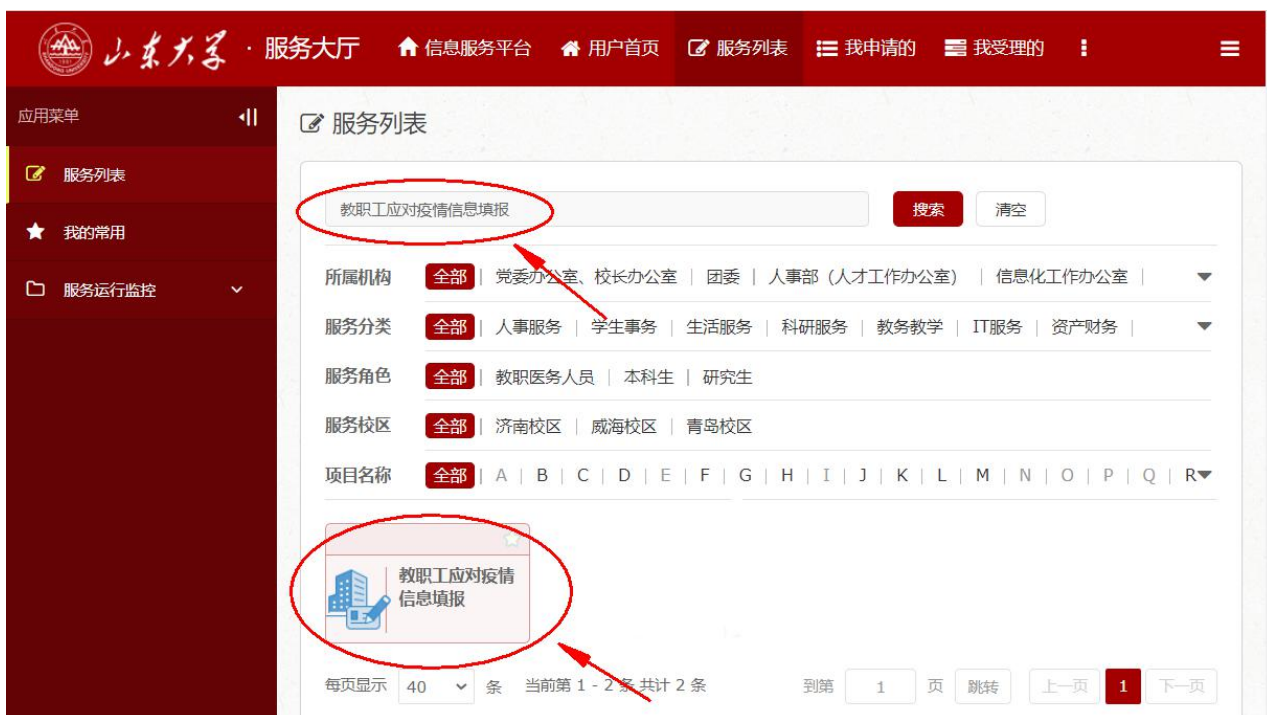 山东大学 · 服务大厅 信息服务平台 用户首页 服务列表 我申请的 我受理的
应用菜单
服务列表
我的常用
服务运行监控
服务列表
教职工应对疫情信息填报 搜索 清空
所属机构 全部 | 党委办公室、校长办公室 | 团委 | 人事部（人才工作办公室） | 信息化工作办公室 |
服务分类 全部 | 人事服务 | 学生事务 | 生活服务 | 科研服务 | 教务教学 | IT服务 | 资产财务 |
服务角色 全部 | 教职医务人员 | 本科生 | 研究生
服务校区 全部 | 济南校区 | 威海校区 | 青岛校区
项目名称 全部 | A | B | C | D | E | F | G | H | I | J | K | L | M | N | O | P | Q | R
教职工应对疫情
信息填报
每页显示 40 条 当前第 1 - 2 条 共计 2 条 到第 1 页 跳转 上一页 1 下一页